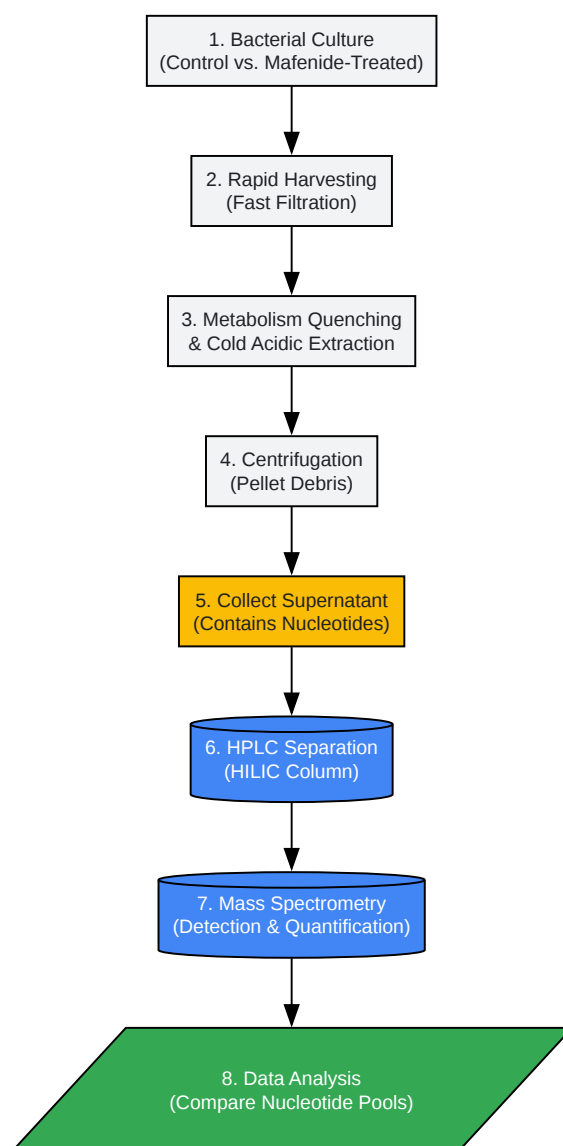 1. Bacterial Culture
(Control vs. Mafenide-Treated)
2. Rapid Harvesting
(Fast Filtration)
3. Metabolism Quenching
& Cold Acidic Extraction
4. Centrifugation
(Pellet Debris)
5. Collect Supernatant
(Contains Nucleotides)
6. HPLC Separation
(HILIC Column)
7. Mass Spectrometry
(Detection & Quantification)
8. Data Analysis
(Compare Nucleotide Pools)